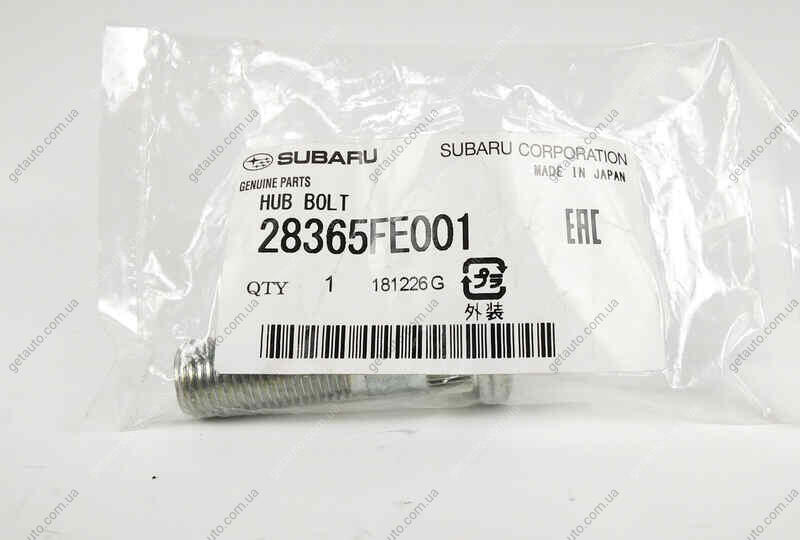 SUBARU SUBARU CORPORATION
GENUINE PARTS MADE IN JAPAN
HUB BOLT
28365FE001 EAC
QTY 1 181226G プラ
外装
getauto.com.ua